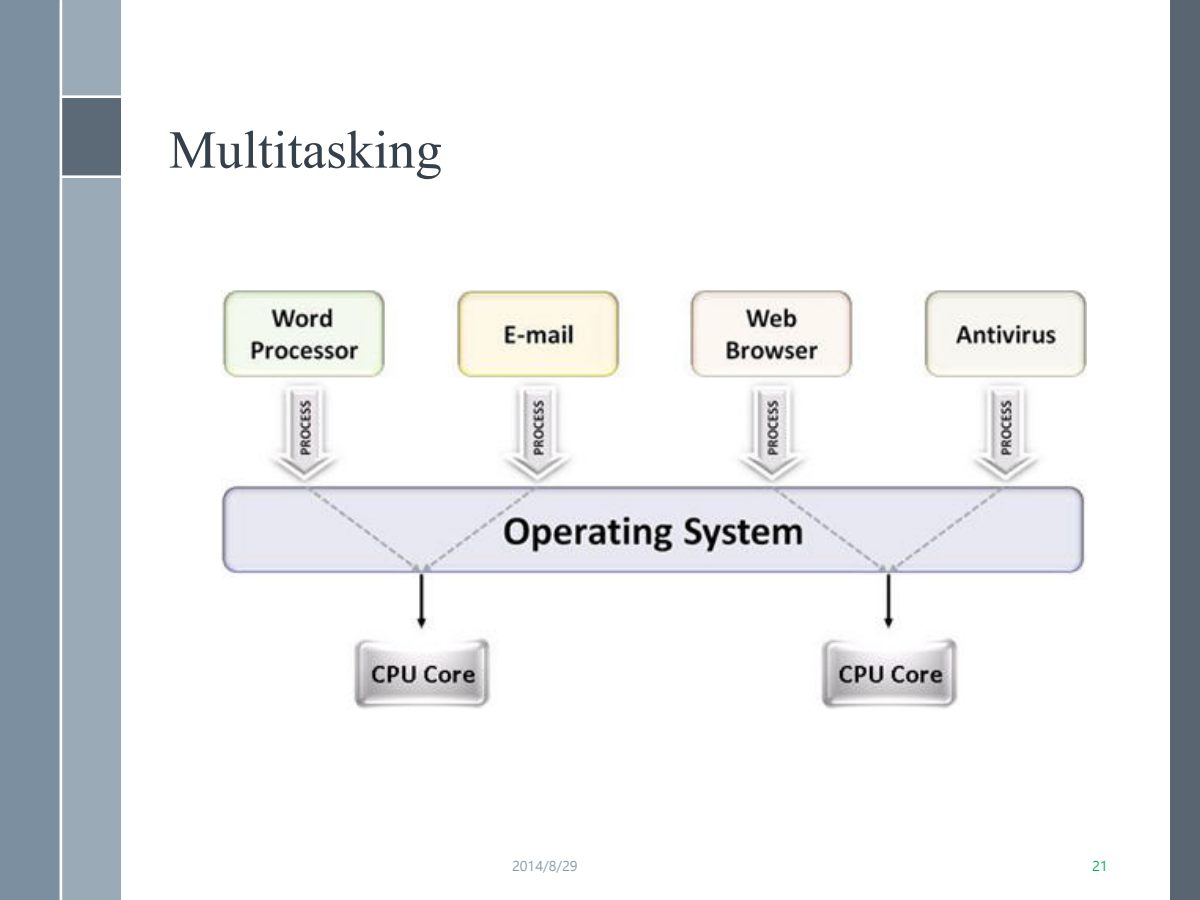 Multitasking
Word
Processor
E-mail
Web
Browser
Antivirus
PROCESS
PROCESS
PROCESS
PROCESS
Operating System
CPU Core
CPU Core
2014/8/29
21